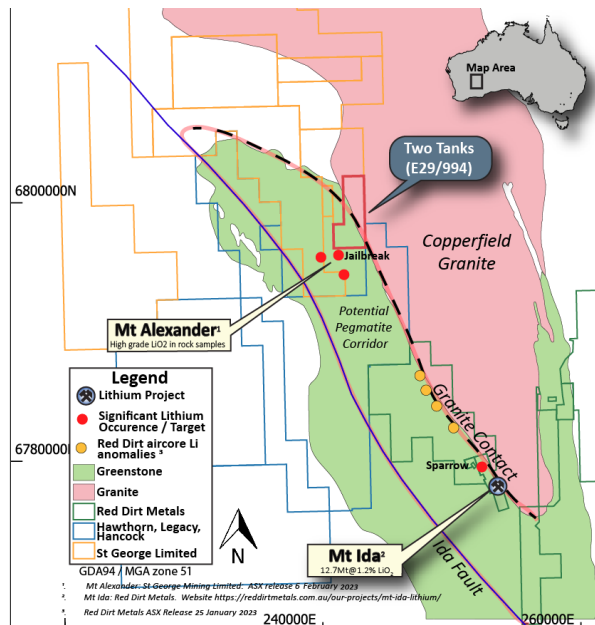 Map Area
Two Tanks
(E29/994)
6800000N
Copperfield
Granite
Jailbreak
Mt Alexander¹
High grade LiO2 in rock samples
Potential
Pegmatite
Corridor
Legend
Lithium Project
Significant Lithium
Occurence / Target
Red Dirt aircore Li
anomalies ³
Greenstone
Granite
Red Dirt Metals
Hawthorn, Legacy,
Hancock
St George Limited
Granite Contact
6780000N
Sparrow
N
Mt Ida²
12.7Mt@1.2% LiO₂
Ida Fault
GDA94 / MGA zone 51
240000E
260000E
¹. Mt Alexander: St George Mining Limited. ASX release 6 February 2023
². Mt Ida: Red Dirt Metals. Website https://reddirtmetals.com.au/our-projects/mt-ida-lithium/
³. Red Dirt Metals ASX Release 25 January 2023